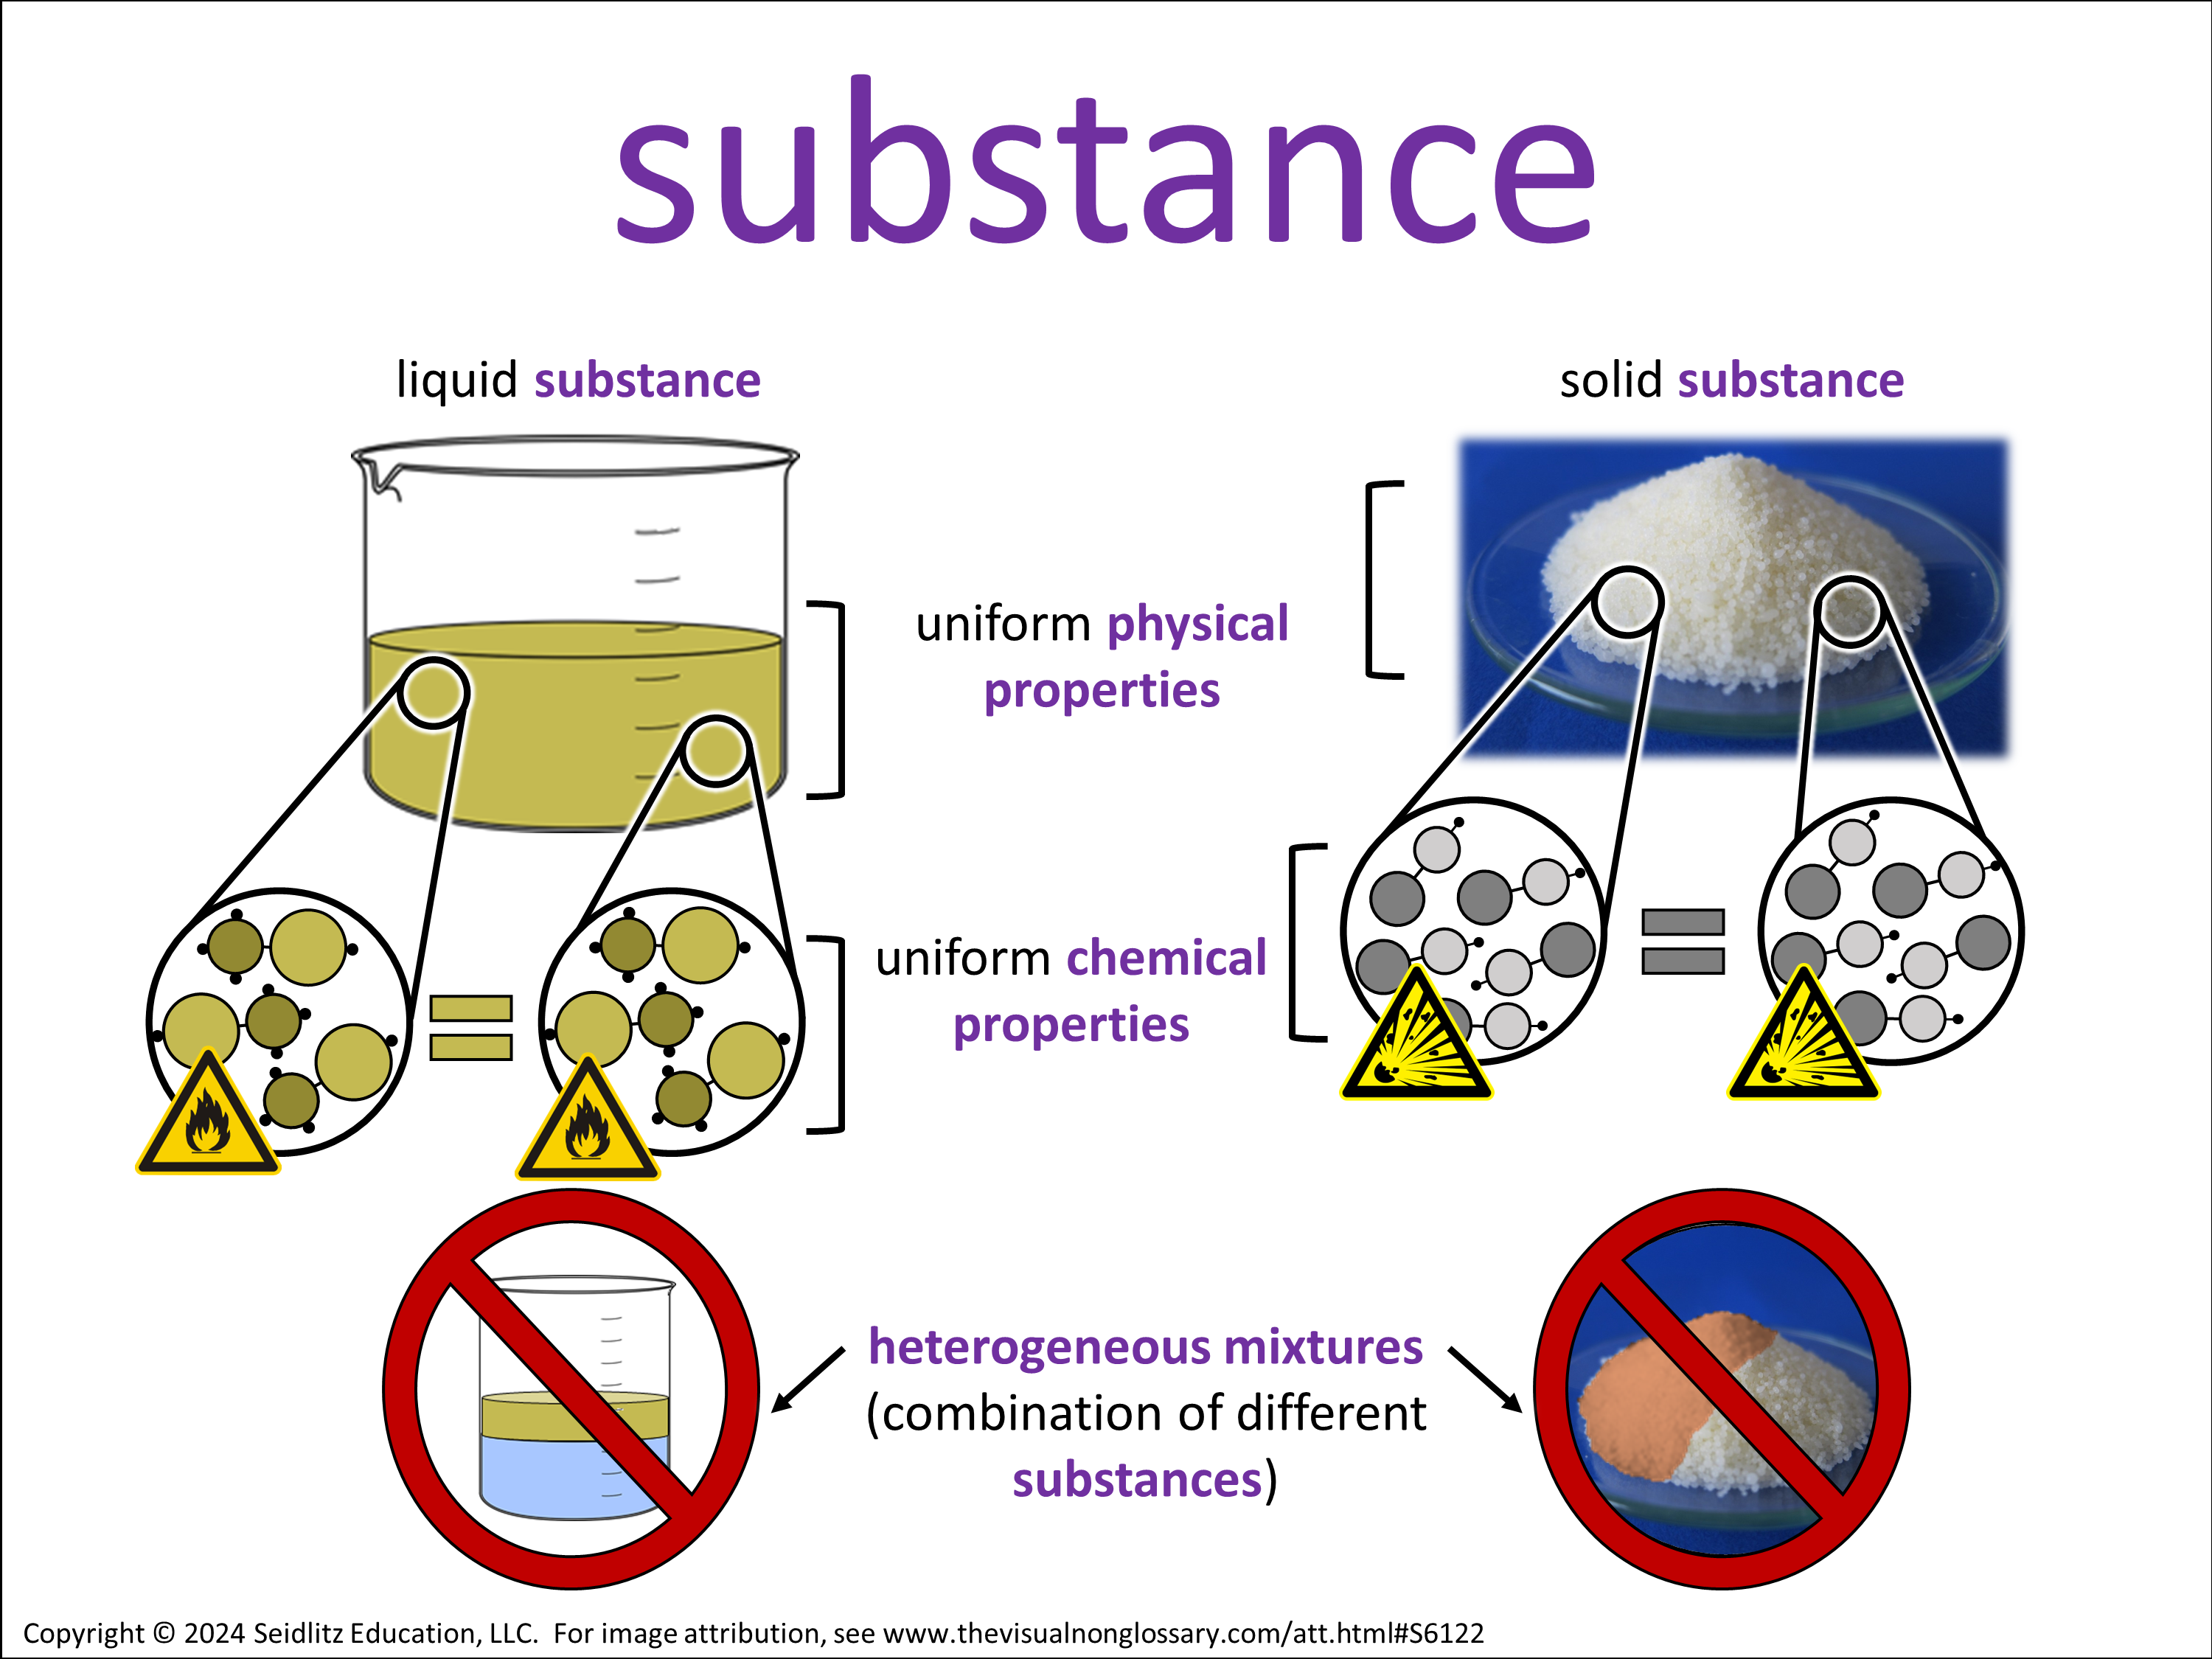 substance
liquid substance
solid substance
uniform physical
properties
uniform chemical
properties
heterogeneous mixtures
(combination of different
substances)
Copyright © 2024 Seidlitz Education, LLC.  For image attribution, see www.thevisualnonglossary.com/att.html#S6122